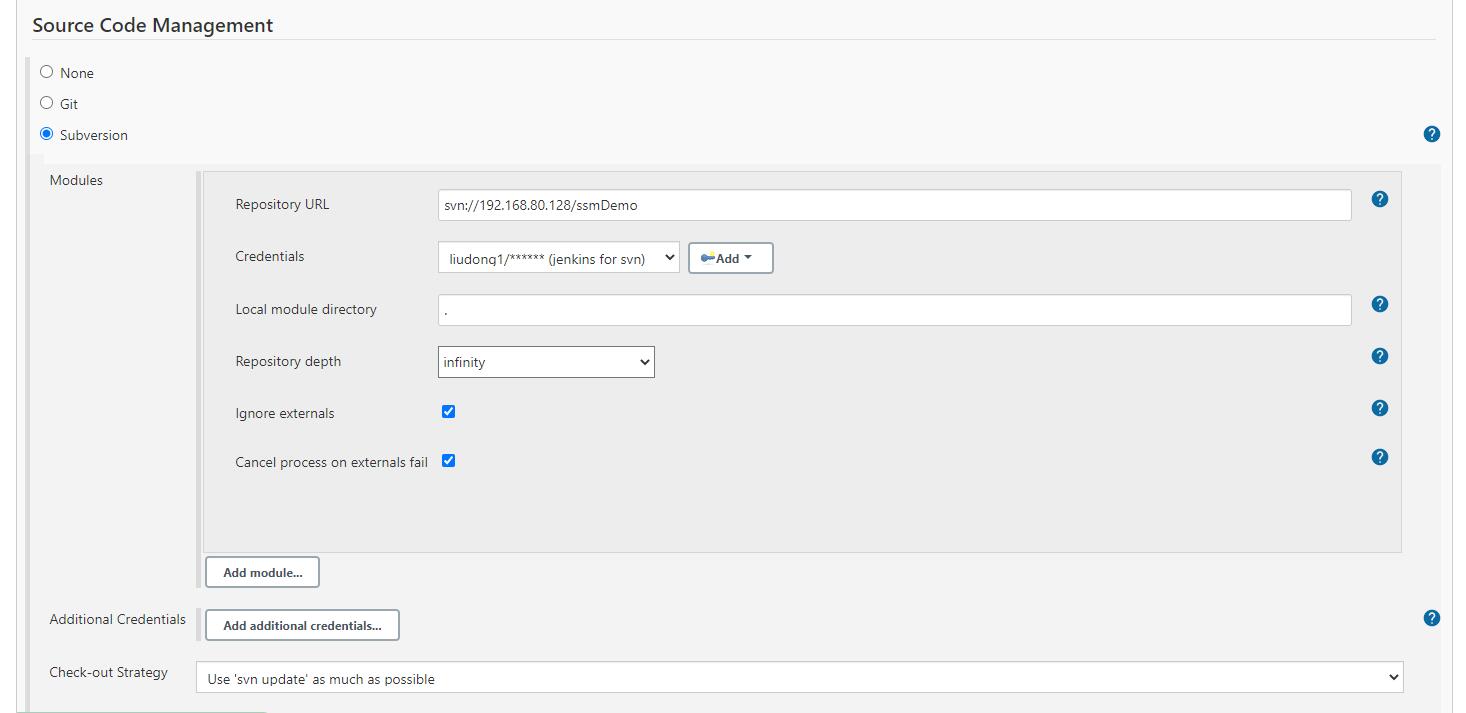 Source Code Management
None
Git
Subversion
Modules
Repository URL
svn://192.168.80.128/ssmDemo
Credentials
liudong1/****** (jenkins for svn)
Add
Local module directory
.
Repository depth
infinity
Ignore externals
Cancel process on externals fail
Add module...
Additional Credentials
Add additional credentials...
Check-out Strategy
Use 'svn update' as much as possible